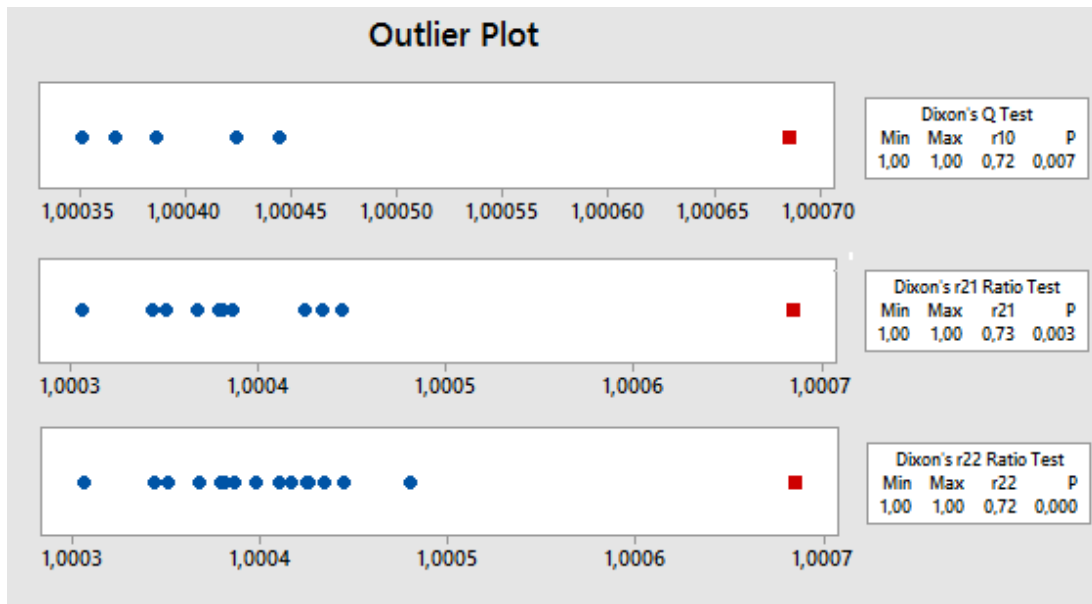 Outlier Plot
1,00035 1,00040 1,00045 1,00050 1,00055 1,00060 1,00065 1,00070
Dixon's Q Test
Min Max r10 P
1,00 1,00 0,72 0,007
1,0003 1,0004 1,0005 1,0006 1,0007
Dixon's r21 Ratio Test
Min Max r21 P
1,00 1,00 0,73 0,003
1,0003 1,0004 1,0005 1,0006 1,0007
Dixon's r22 Ratio Test
Min Max r22 P
1,00 1,00 0,72 0,000